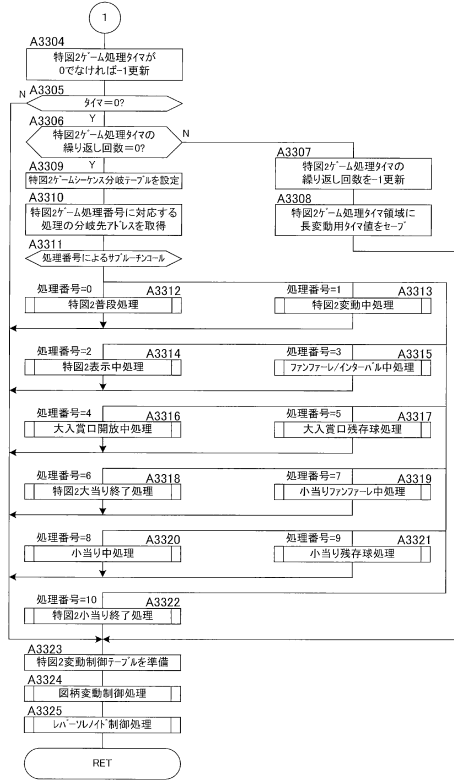 1
A3304
特図2ゲーム処理タイマが
0でなければ-1更新
A3305
N
タイマ=0?
Y
A3306
特図2ゲーム処理タイマの
繰り返し回数=0?
N
Y
A3307
特図2ゲーム処理タイマの
繰り返し回数を-1更新
A3309
特図2ゲームシーケンス分岐テーブルを設定
A3308
特図2ゲーム処理タイマ領域に
長変動用タイマ値をセーブ
A3310
特図2ゲーム処理番号に対応する
処理の分岐先アドレスを取得
A3311
処理番号によるサブルーチンコール
処理番号=0
A3312
特図2普段処理
処理番号=1
A3313
特図2変動中処理
処理番号=2
A3314
特図2表示中処理
処理番号=3
A3315
ファンファーレ/インターバル中処理
処理番号=4
A3316
大入賞口開放中処理
処理番号=5
A3317
大入賞口残存球処理
処理番号=6
A3318
特図2大当り終了処理
処理番号=7
A3319
小当りファンファーレ中処理
処理番号=8
A3320
小当り中処理
処理番号=9
A3321
小当り残存球処理
処理番号=10
A3322
特図2小当り終了処理
A3323
特図2変動制御テーブルを準備
A3324
図柄変動制御処理
A3325
レバーソレノイド制御処理
RET